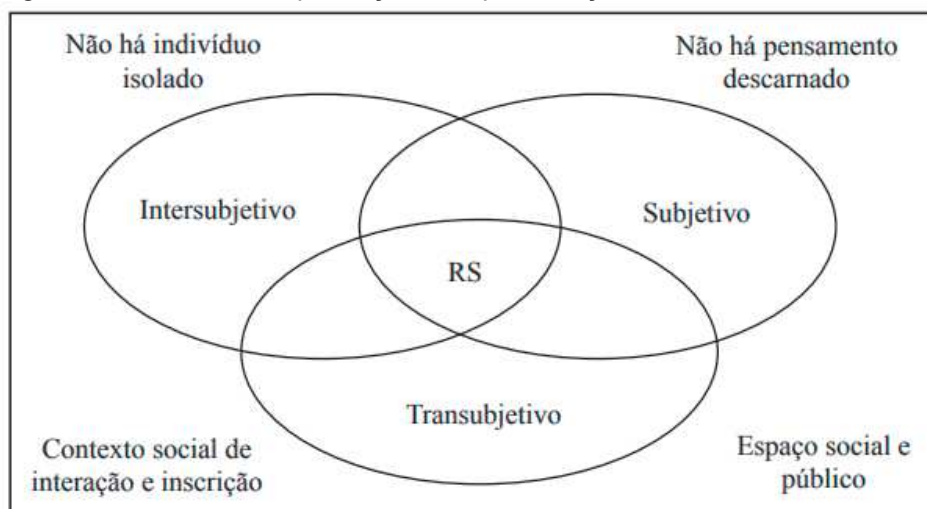 Não há indivíduo
isolado
Não há pensamento
descarnado
Intersubjetivo
Subjetivo
RS
Transubjetivo
Contexto social de
interação e inscrição
Espaço social e
público